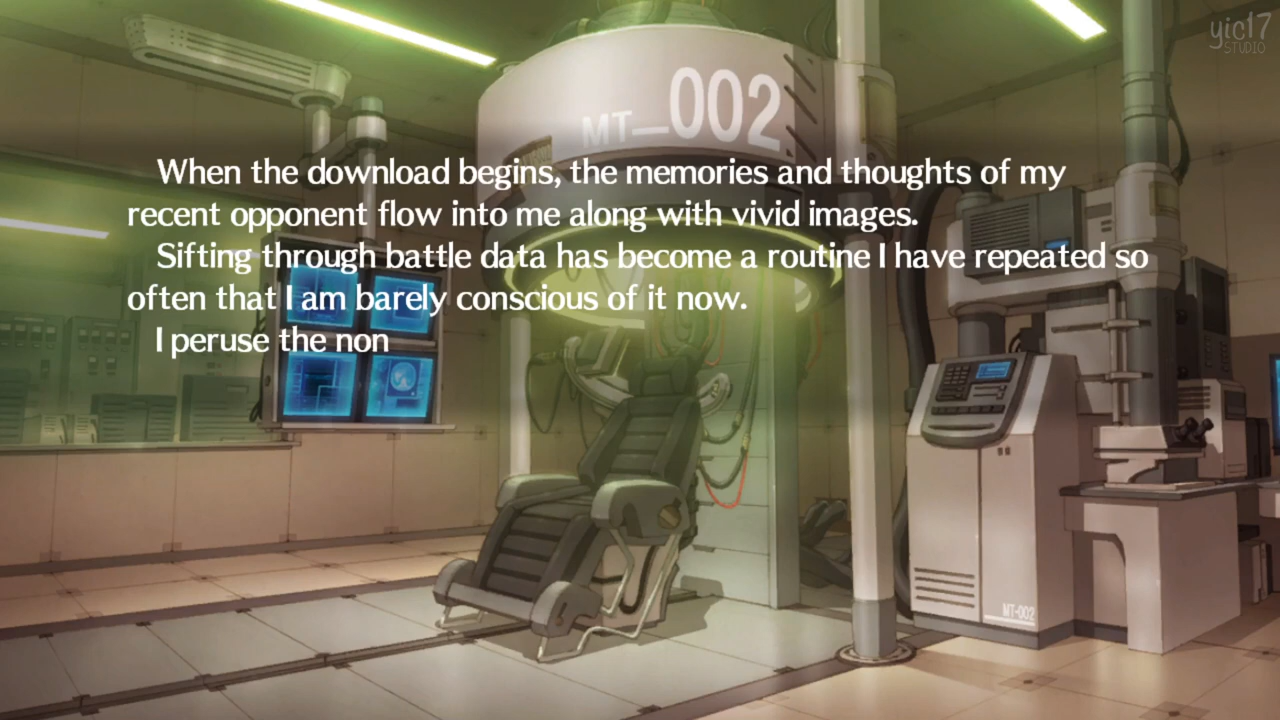 yic17
STUDIO
MT_002
When the download begins, the memories and thoughts of my
recent opponent flow into me along with vivid images.
Sifting through battle data has become a routine I have repeated so
often that I am barely conscious of it now.
I peruse the non
MT-002